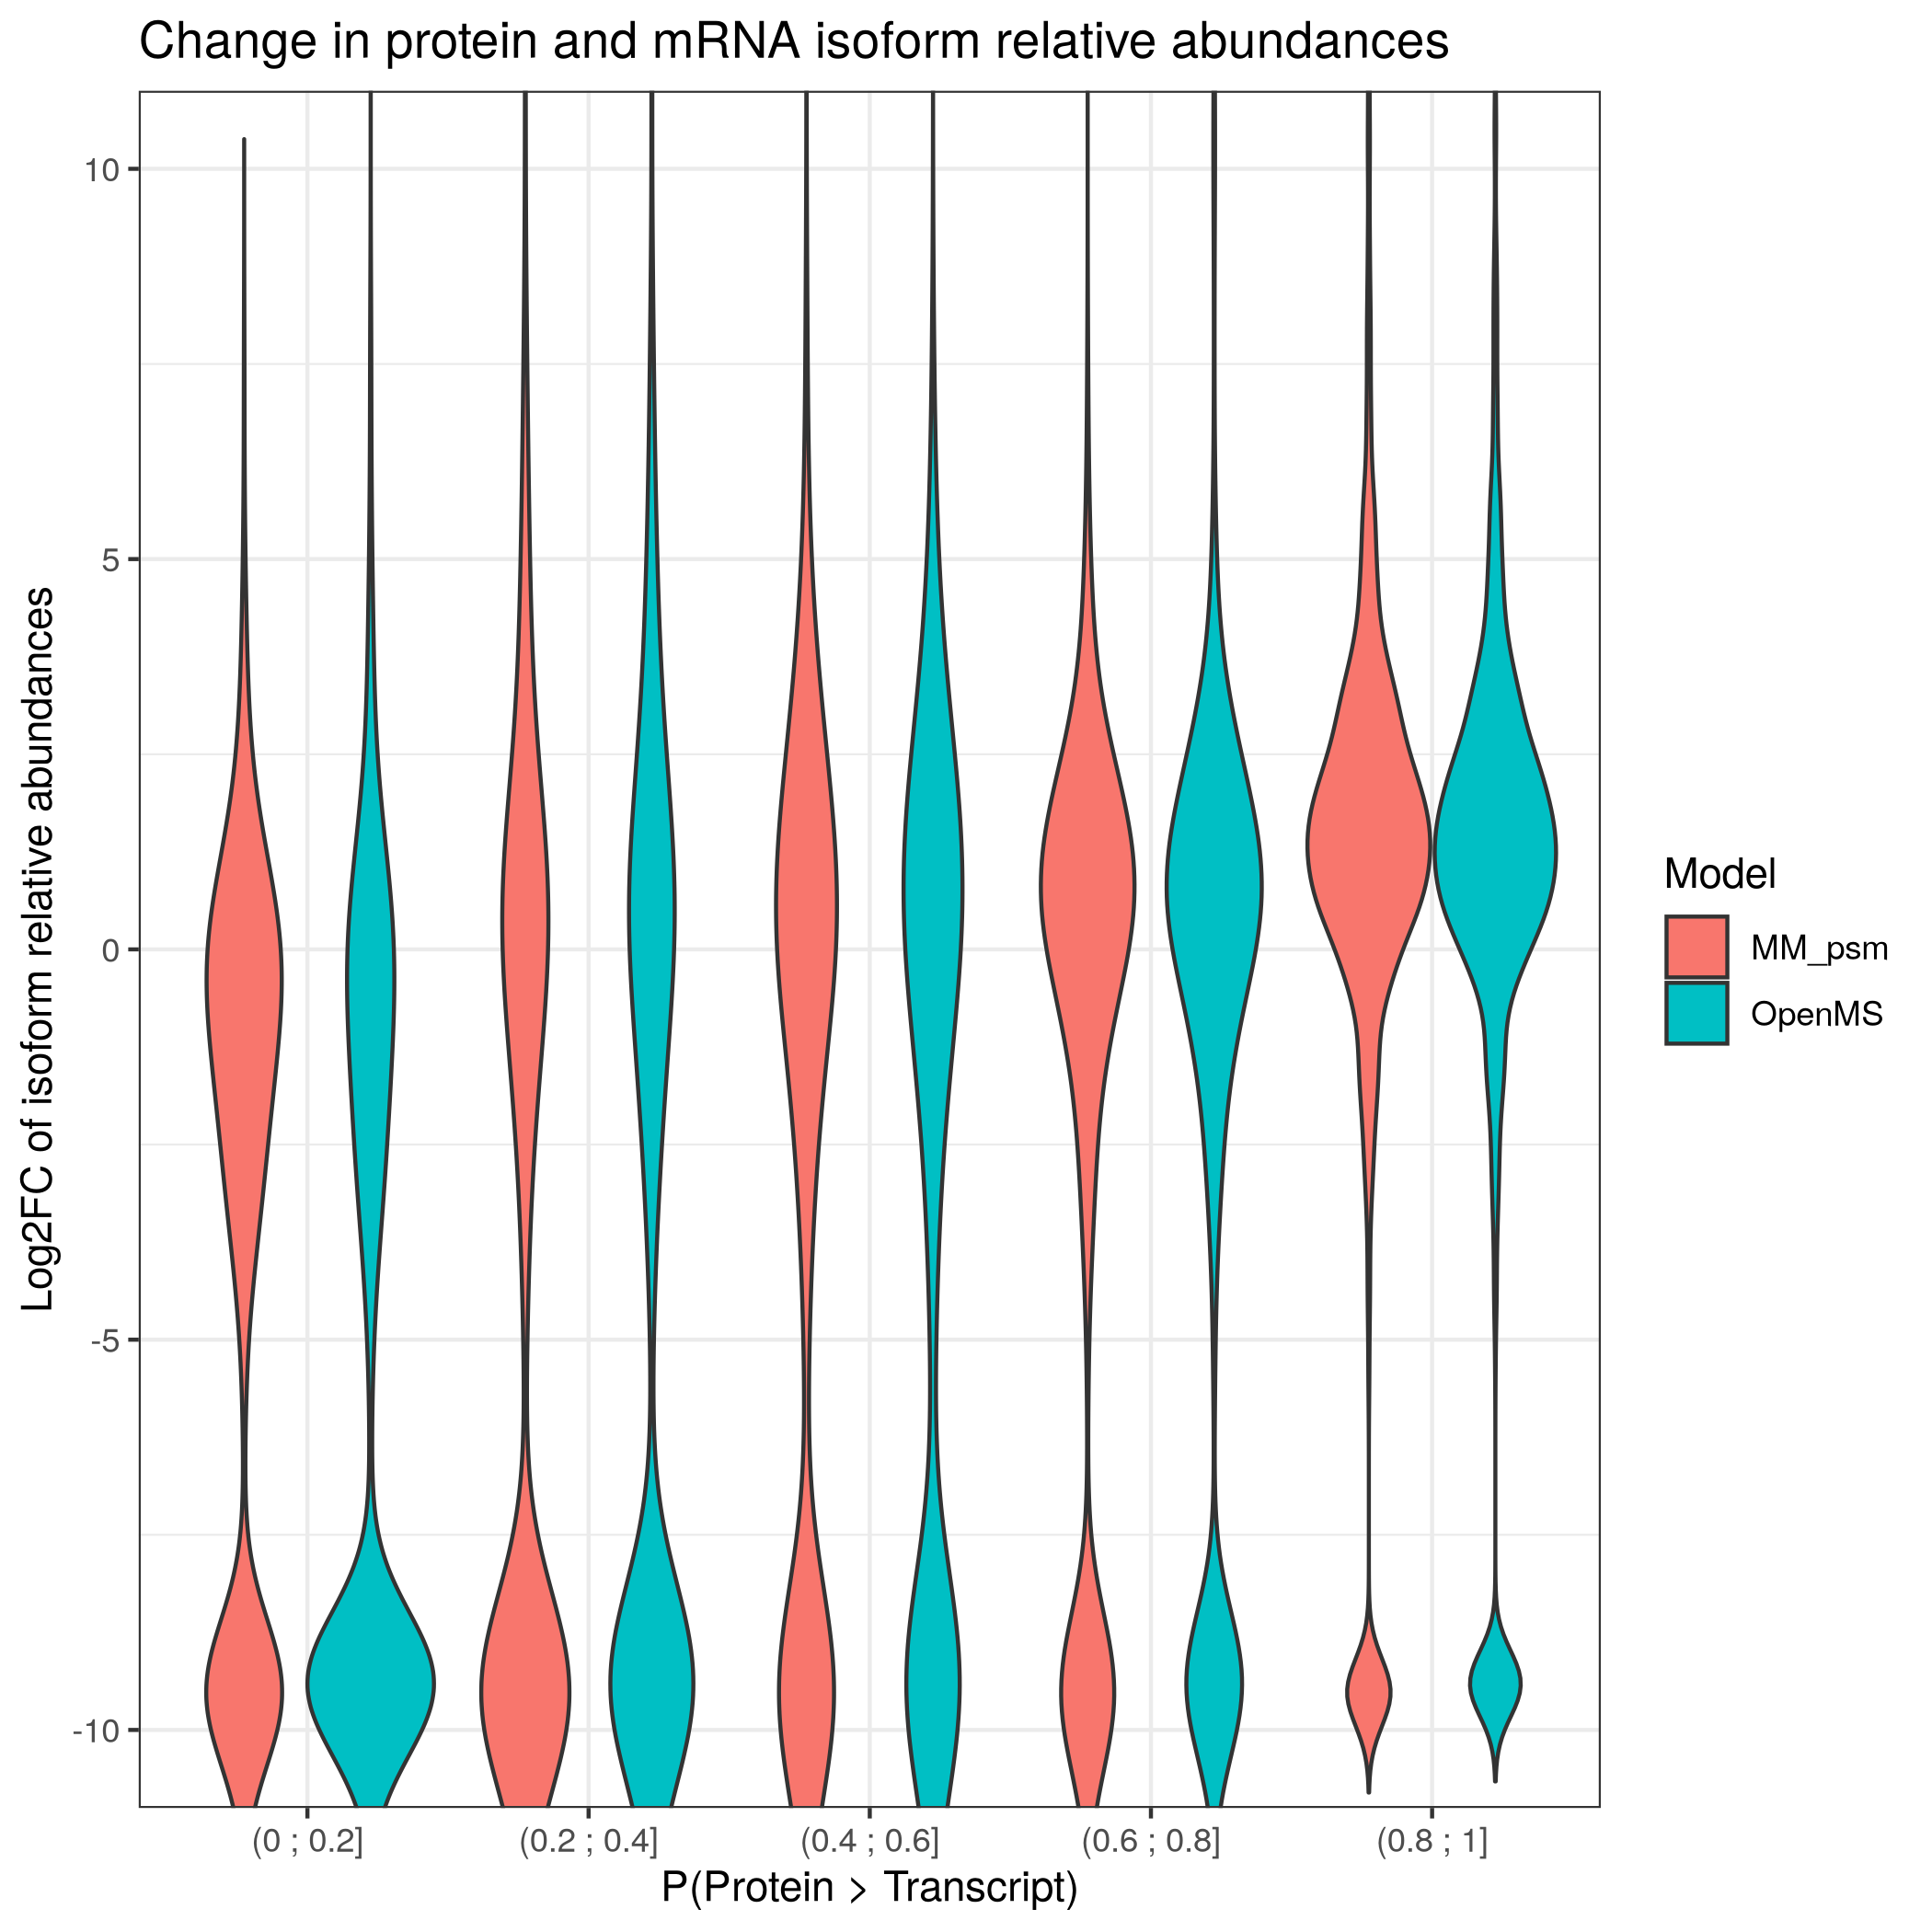 Change in protein and mRNA isoform relative abundances
Log2FC of isoform relative abundances
10
5
0
-5
-10
(0 ; 0.2]
(0.2 ; 0.4]
(0.4 ; 0.6]
(0.6 ; 0.8]
(0.8 ; 1]
P(Protein > Transcript)
Model
MM_psm
OpenMS